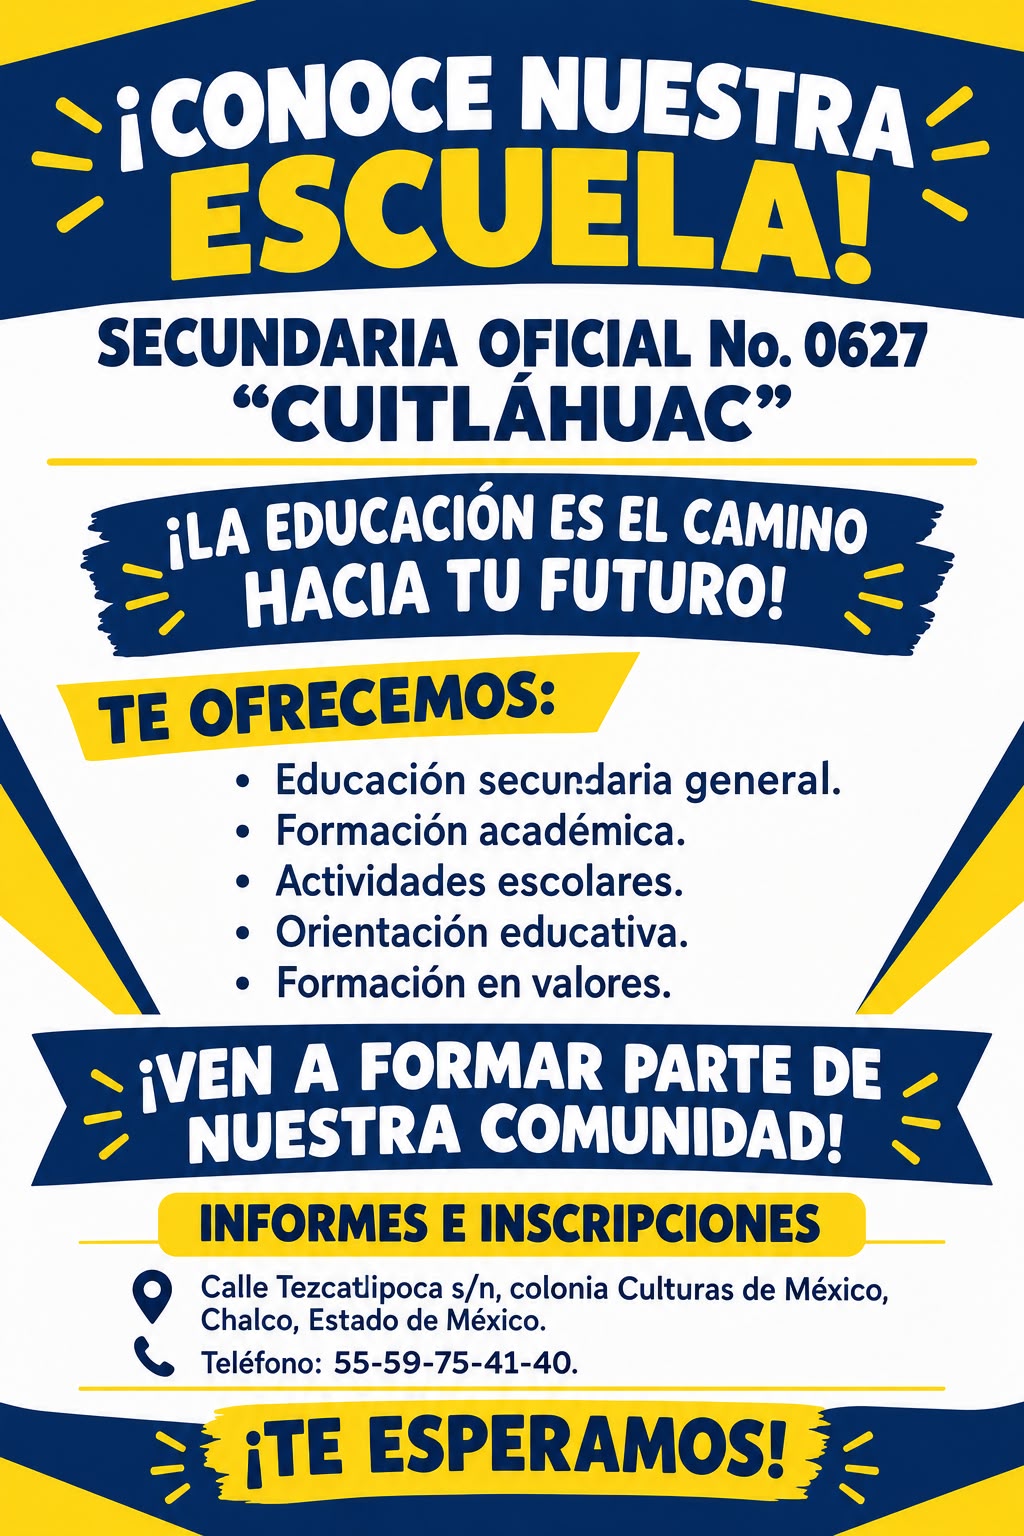 ¡CONOCE NUESTRA
ESCUELA!
SECUNDARIA OFICIAL No. 0627
“CUITLÁHUAC”
¡LA EDUCACIÓN ES EL CAMINO
HACIA TU FUTURO!
TE OFRECEMOS:
• Educación secundaria general.
• Formación académica.
• Actividades escolares.
• Orientación educativa.
• Formación en valores.
¡VEN A FORMAR PARTE DE
NUESTRA COMUNIDAD!
INFORMES E INSCRIPCIONES
Calle Tezcatlipoca s/n, colonia Culturas de México,
Chalco, Estado de México.
Teléfono: 55-59-75-41-40.
¡TE ESPERAMOS!